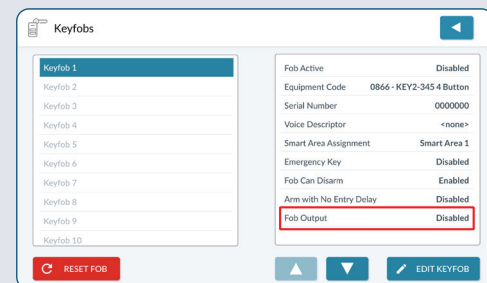 Keyfobs
Keyfob 1
Keyfob 2
Keyfob 3
Keyfob 4
Keyfob 5
Keyfob 6
Keyfob 7
Keyfob 8
Keyfob 9
Keyfob 10
Fob Active Disabled
Equipment Code 0866 - KEY2-345 4 Button
Serial Number 0000000
Voice Descriptor <none>
Smart Area Assignment Smart Area 1
Emergency Key Disabled
Fob Can Disarm Enabled
Arm with No Entry Delay Disabled
Fob Output Disabled
RESET FOB
EDIT KEYFOB